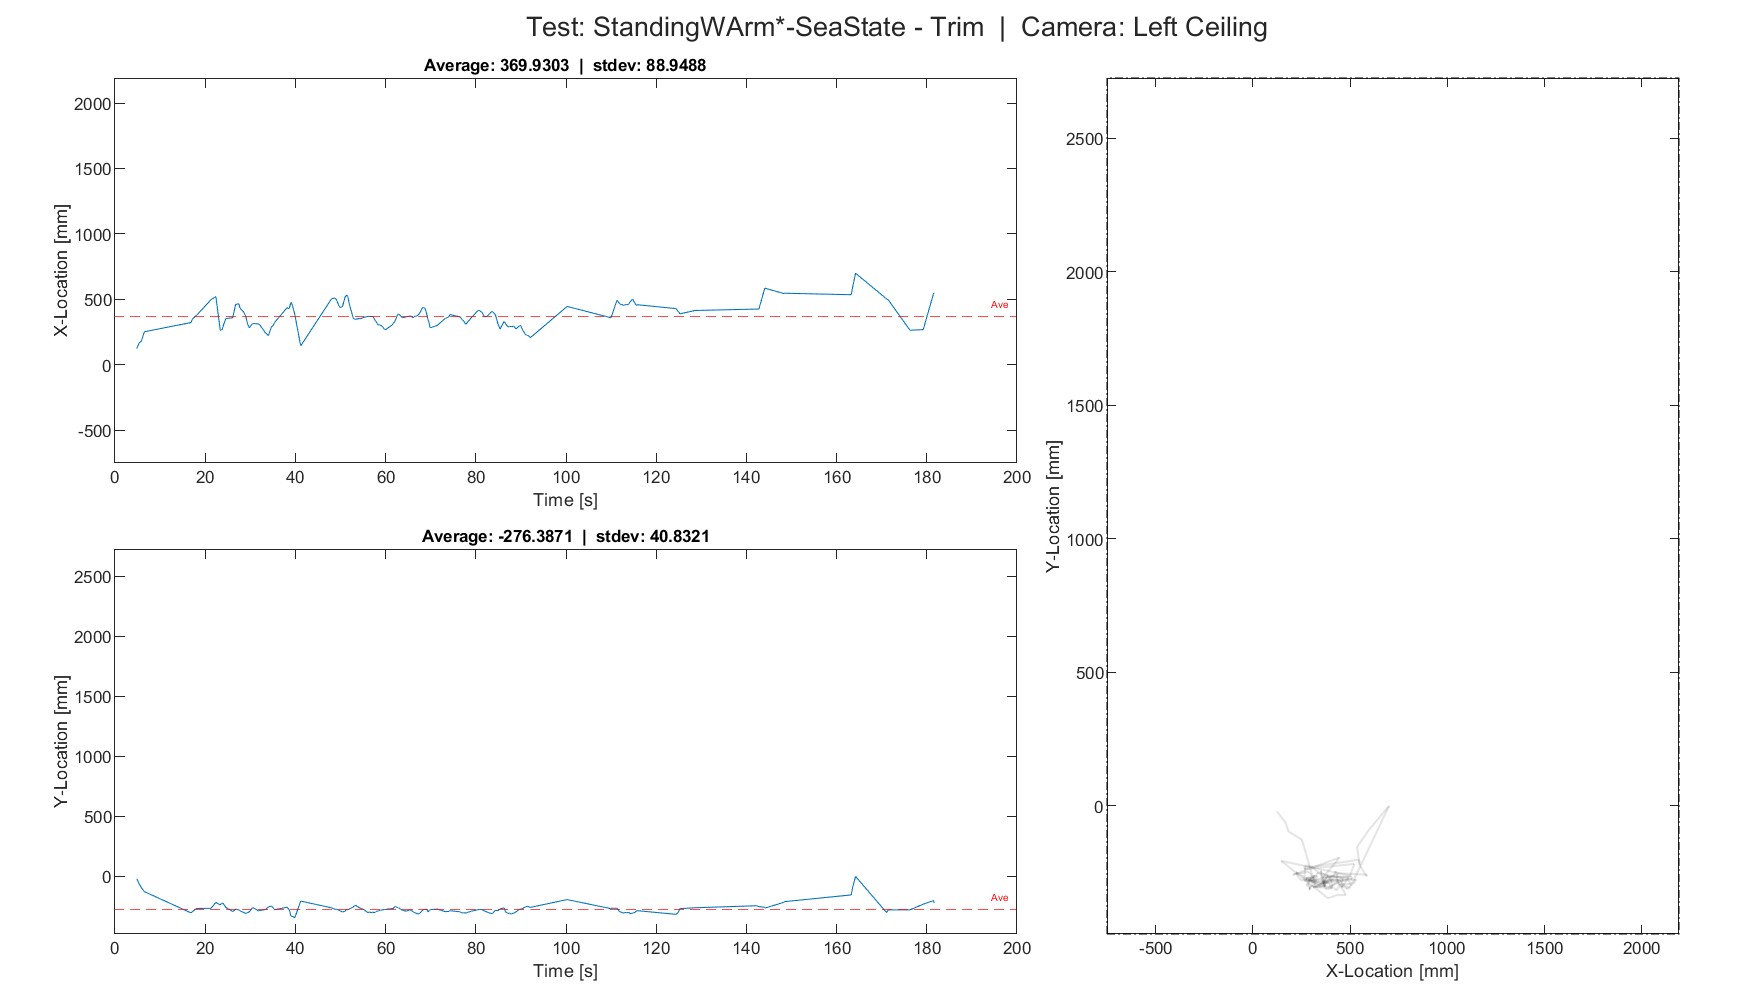 Test: StandingWArm*-SeaState - Trim | Camera: Left Ceiling
Average: 369.9303 | stdev: 88.9488
X-Location [mm]
2000
1500
1000
500
0
-500
Ave
0 20 40 60 80 100 120 140 160 180 200
Time [s]
Average: -276.3871 | stdev: 40.8321
Y-Location [mm]
2500
2000
1500
1000
500
0
Ave
0 20 40 60 80 100 120 140 160 180 200
Time [s]
Y-Location [mm]
2500
2000
1500
1000
500
0
-500 0 500 1000 1500 2000
X-Location [mm]